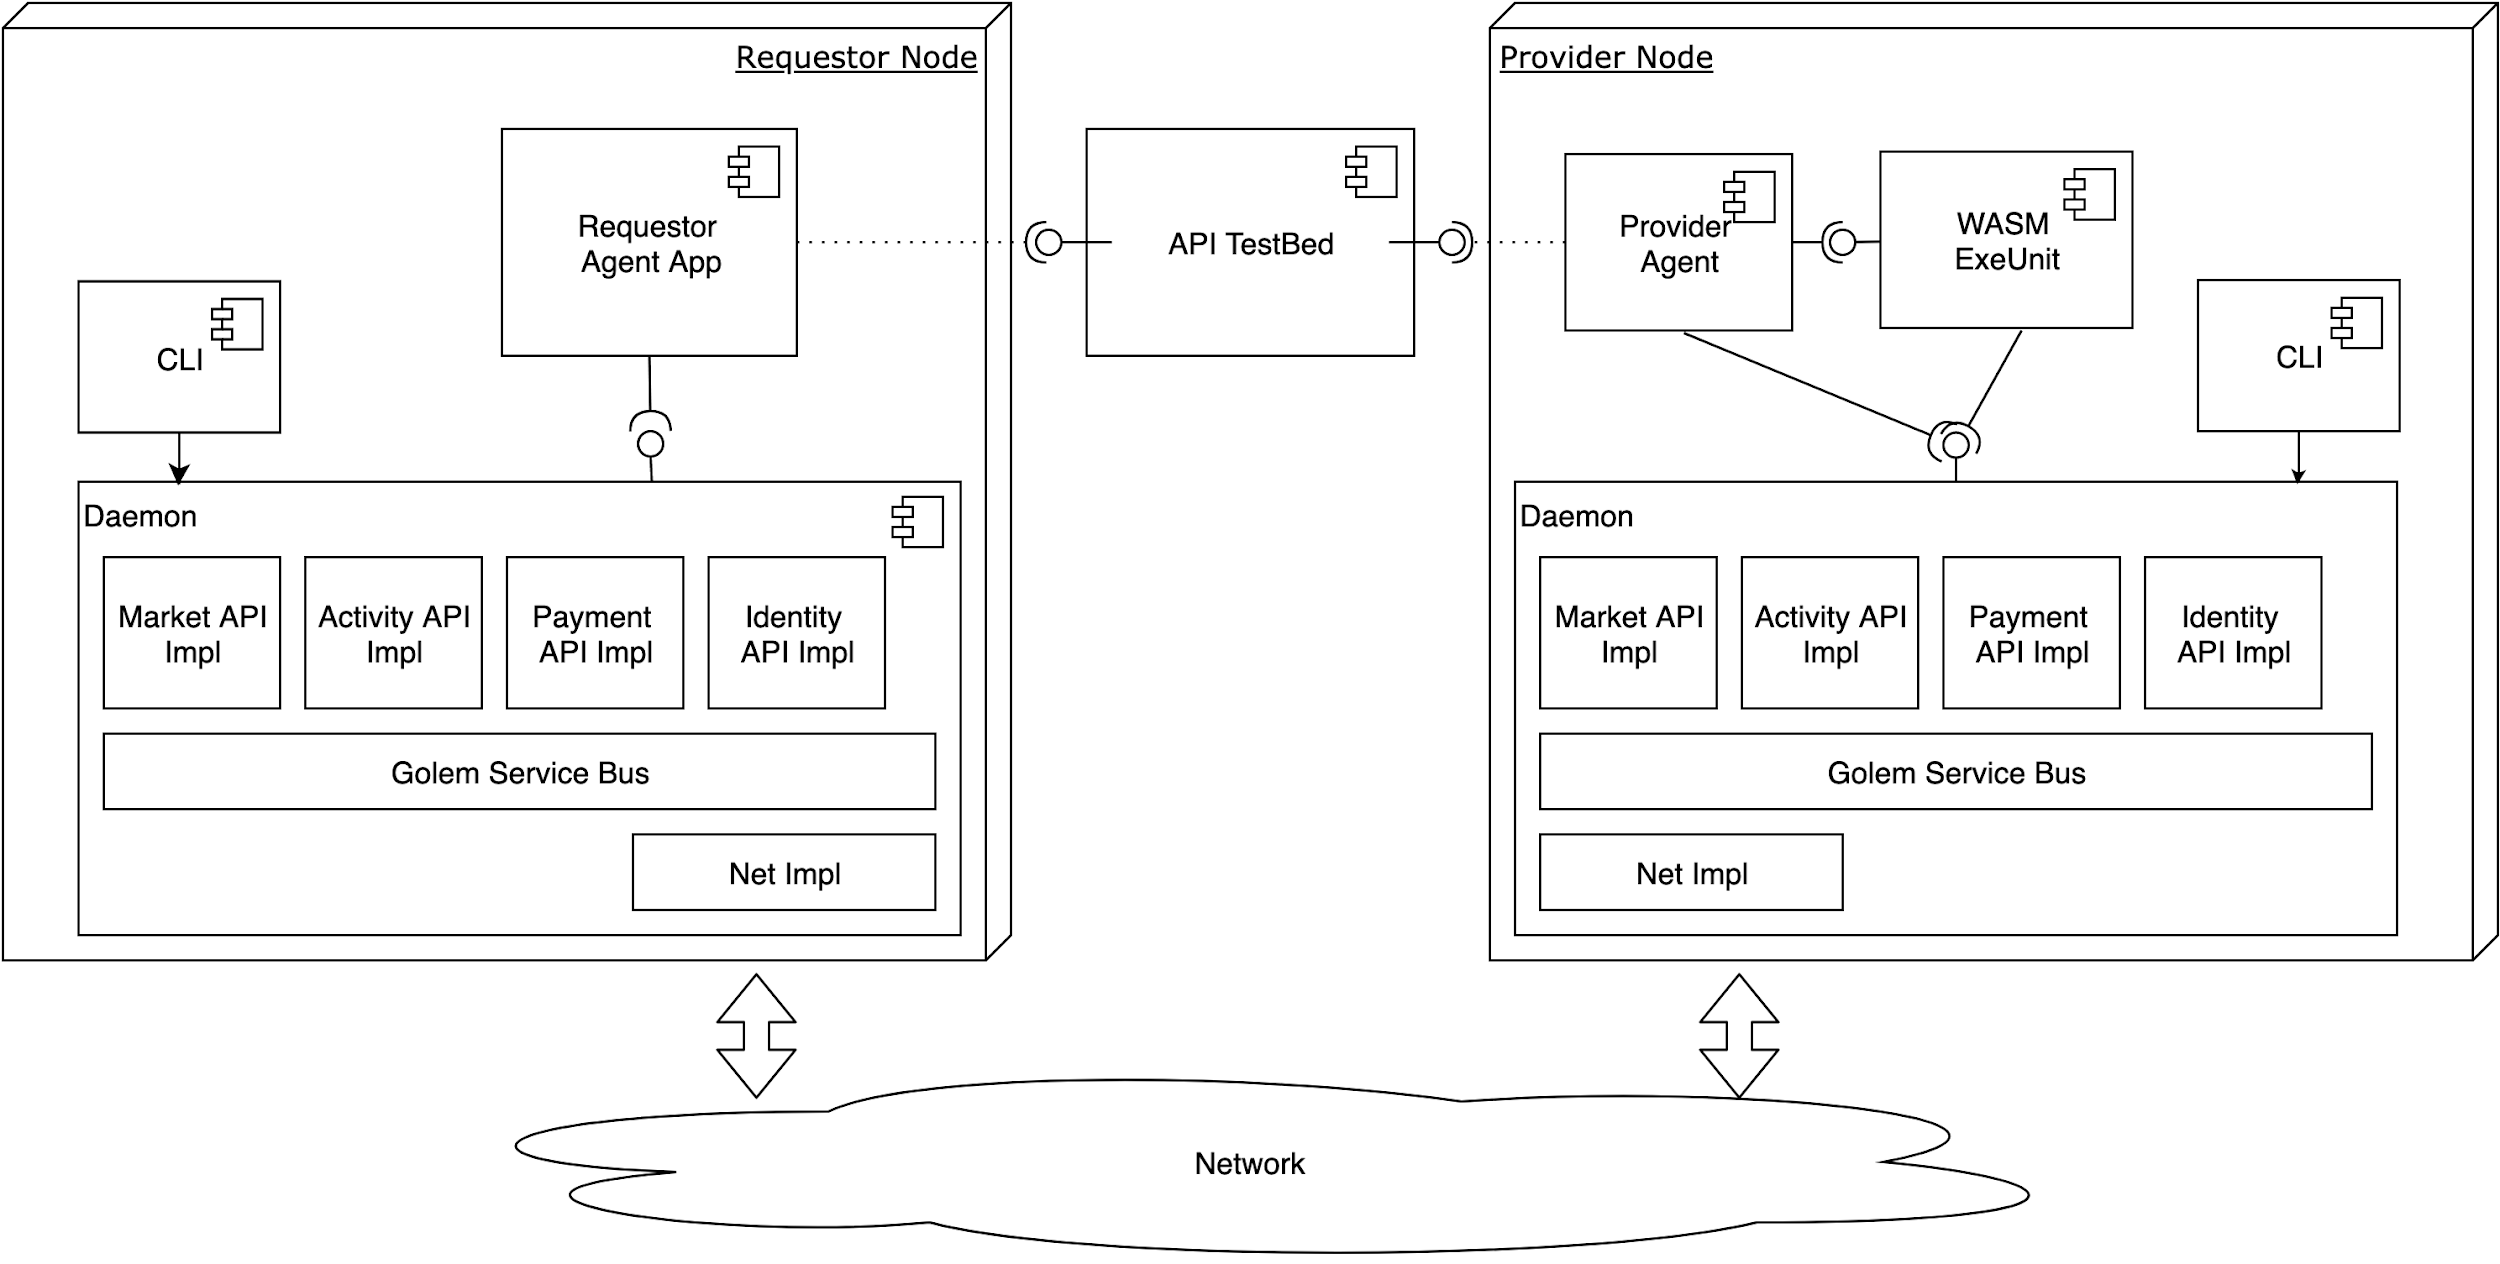 Requestor Node
Requestor
Agent App
CLI
Daemon
Market API
Impl
Activity API
Impl
Payment
API Impl
Identity
API Impl
Golem Service Bus
Net Impl
API TestBed
Provider Node
Provider
Agent
WASM
ExeUnit
CLI
Daemon
Market API
Impl
Activity API
Impl
Payment
API Impl
Identity
API Impl
Golem Service Bus
Net Impl
Network